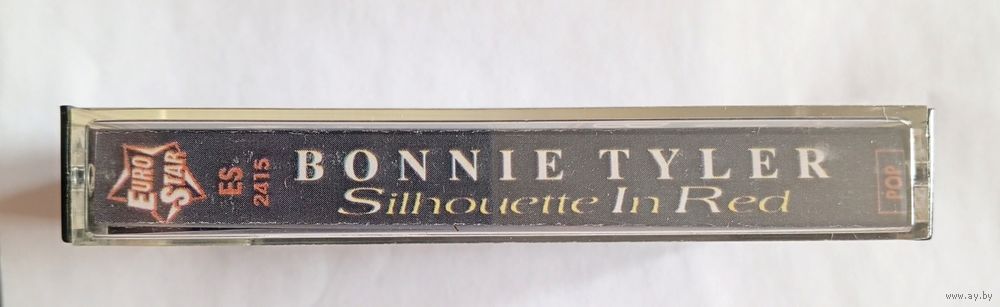 EURO
STAR
ES
2415
BONNIE TYLER
Silhouette In Red
POP
www.ay.by